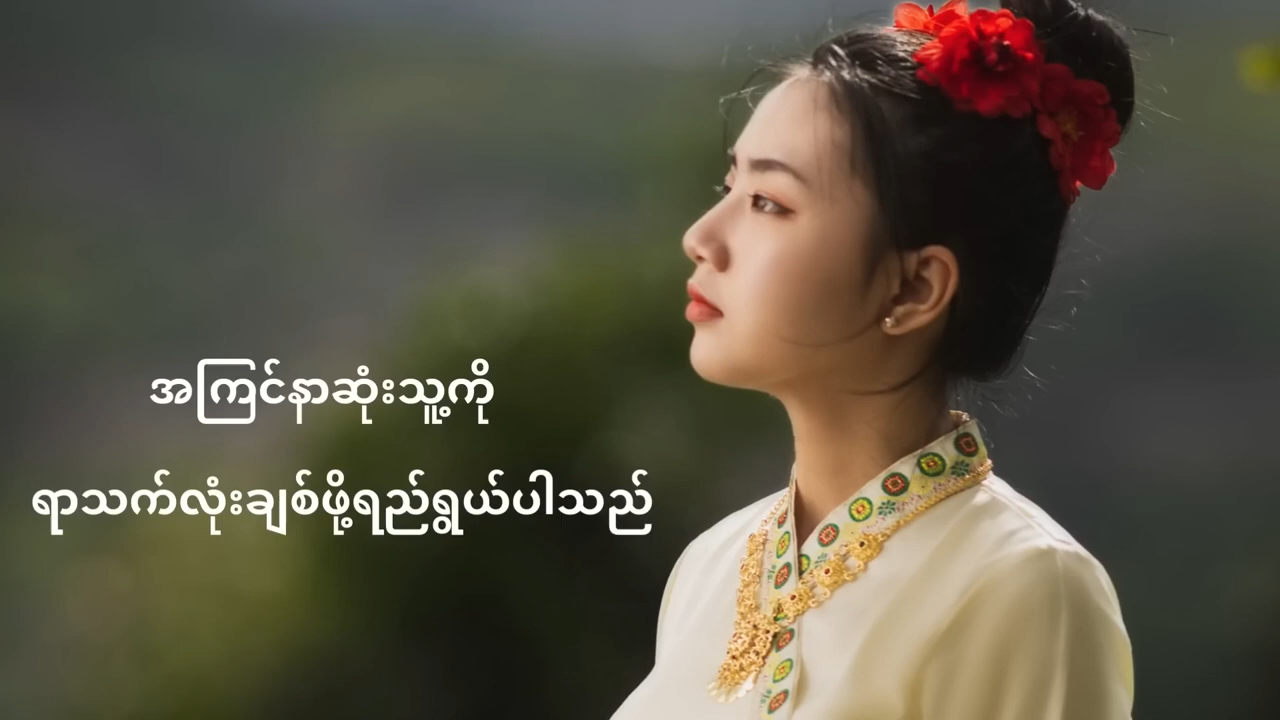 အကြင်နာဆုံးသူ့ကို
ရာသက်လုံးချစ်ဖို့ရည်ရွယ်ပါသည်